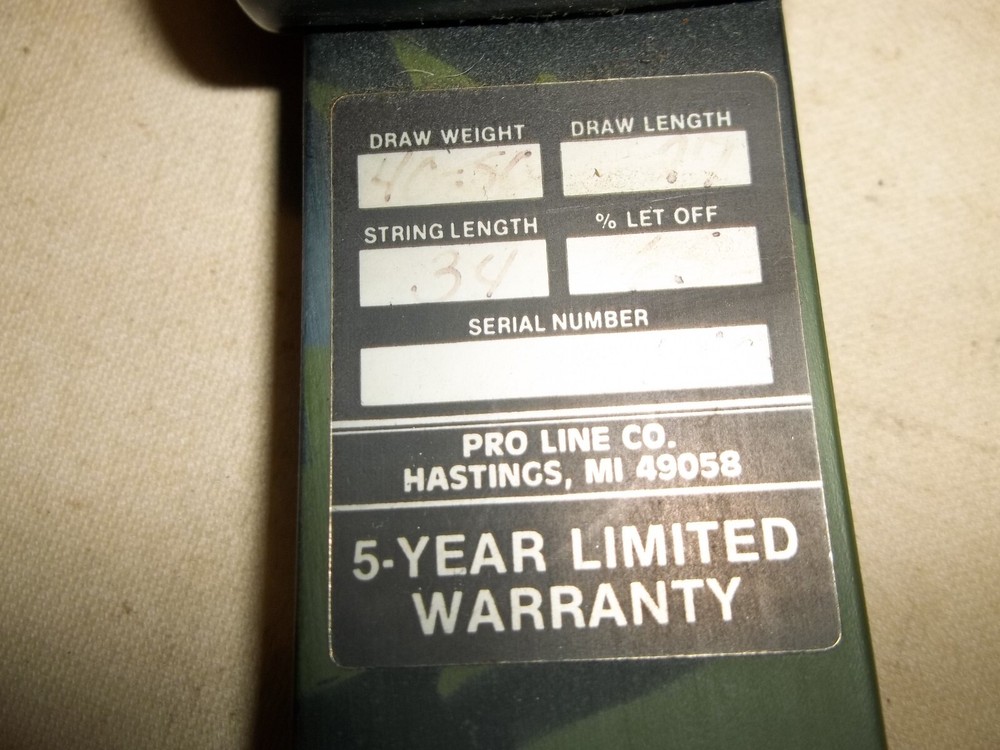 DRAW WEIGHT DRAW LENGTH
STRING LENGTH % LET OFF
34
SERIAL NUMBER
PRO LINE CO.
HASTINGS, MI 49058
5-YEAR LIMITED
WARRANTY